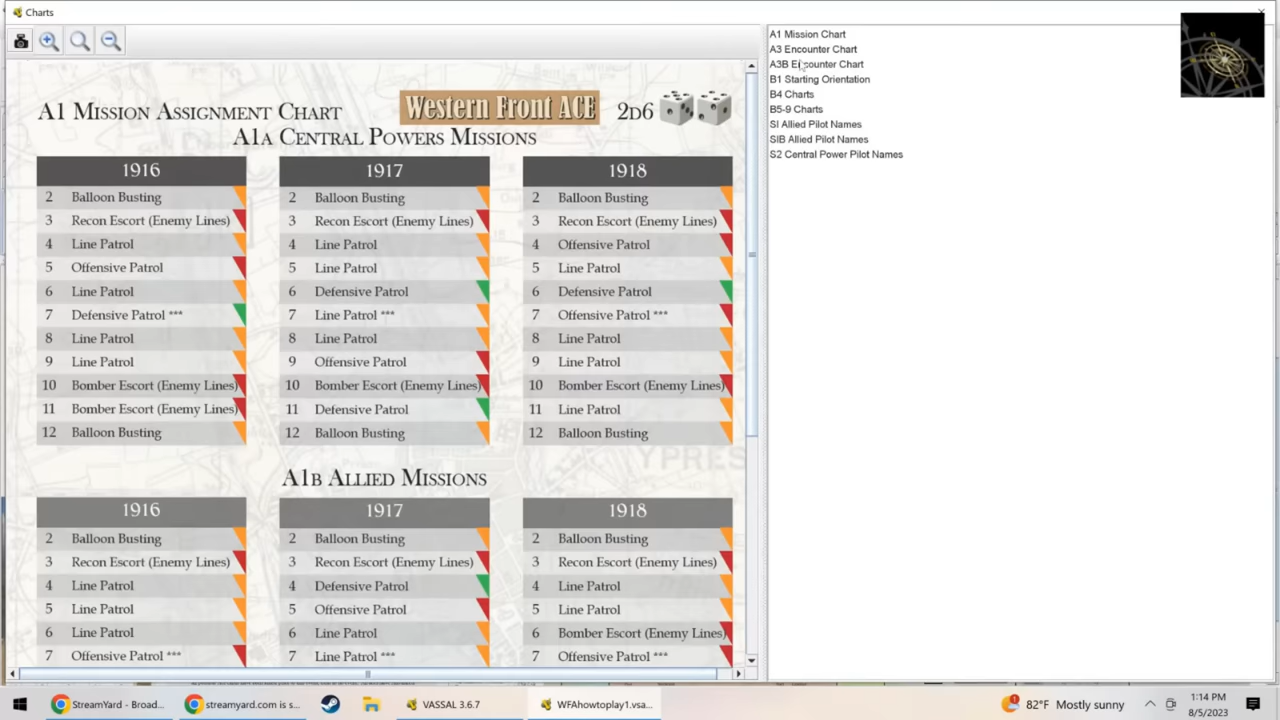 Charts
A1 Mission Assignment Chart
Western Front ACE
2D6
A1A Central Powers Missions
1916
2 Balloon Busting
3 Recon Escort (Enemy Lines)
4 Line Patrol
5 Offensive Patrol
6 Line Patrol
7 Defensive Patrol ***
8 Line Patrol
9 Line Patrol
10 Bomber Escort (Enemy Lines)
11 Bomber Escort (Enemy Lines)
12 Balloon Busting
1917
2 Balloon Busting
3 Recon Escort (Enemy Lines)
4 Line Patrol
5 Line Patrol
6 Defensive Patrol
7 Line Patrol ***
8 Line Patrol
9 Offensive Patrol
10 Bomber Escort (Enemy Lines)
11 Defensive Patrol
12 Balloon Busting
1918
2 Balloon Busting
3 Recon Escort (Enemy Lines)
4 Offensive Patrol
5 Line Patrol
6 Defensive Patrol
7 Offensive Patrol ***
8 Line Patrol
9 Line Patrol
10 Bomber Escort (Enemy Lines)
11 Line Patrol
12 Balloon Busting
YPRES
A1B Allied Missions
1916
2 Balloon Busting
3 Recon Escort (Enemy Lines)
4 Line Patrol
5 Line Patrol
6 Line Patrol
7 Offensive Patrol ***
1917
2 Balloon Busting
3 Recon Escort (Enemy Lines)
4 Defensive Patrol
5 Offensive Patrol
6 Line Patrol
7 Line Patrol ***
1918
2 Balloon Busting
3 Recon Escort (Enemy Lines)
4 Line Patrol
5 Line Patrol
6 Bomber Escort (Enemy Lines)
7 Offensive Patrol ***
A1 Mission Chart
A3 Encounter Chart
A3B Encounter Chart
B1 Starting Orientation
B4 Charts
B5-9 Charts
SI Allied Pilot Names
SIB Allied Pilot Names
S2 Central Power Pilot Names
StreamYard - Broad...
streamyard.com is s...
VASSAL 3.6.7
WFAhowtoplay1.vsa...
82°F Mostly sunny
1:14 PM
8/5/2023